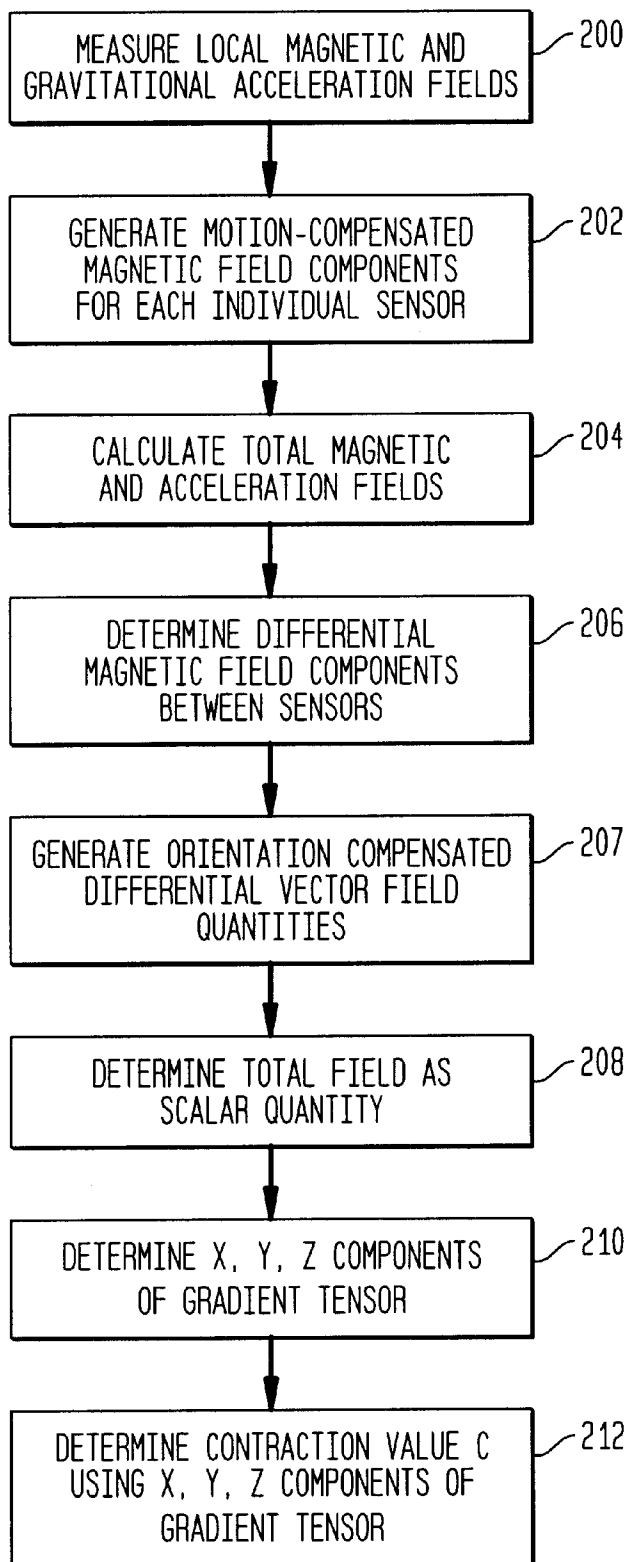 MEASURE LOCAL MAGNETIC AND
GRAVITATIONAL ACCELERATION FIELDS
200
GENERATE MOTION-COMPENSATED
MAGNETIC FIELD COMPONENTS
FOR EACH INDIVIDUAL SENSOR
202
CALCULATE TOTAL MAGNETIC
AND ACCELERATION FIELDS
204
DETERMINE DIFFERENTIAL
MAGNETIC FIELD COMPONENTS
BETWEEN SENSORS
206
GENERATE ORIENTATION COMPENSATED
DIFFERENTIAL VECTOR FIELD
QUANTITIES
207
DETERMINE TOTAL FIELD AS
SCALAR QUANTITY
208
DETERMINE X, Y, Z COMPONENTS
OF GRADIENT TENSOR
210
DETERMINE CONTRACTION VALUE C
USING X, Y, Z COMPONENTS OF
GRADIENT TENSOR
212